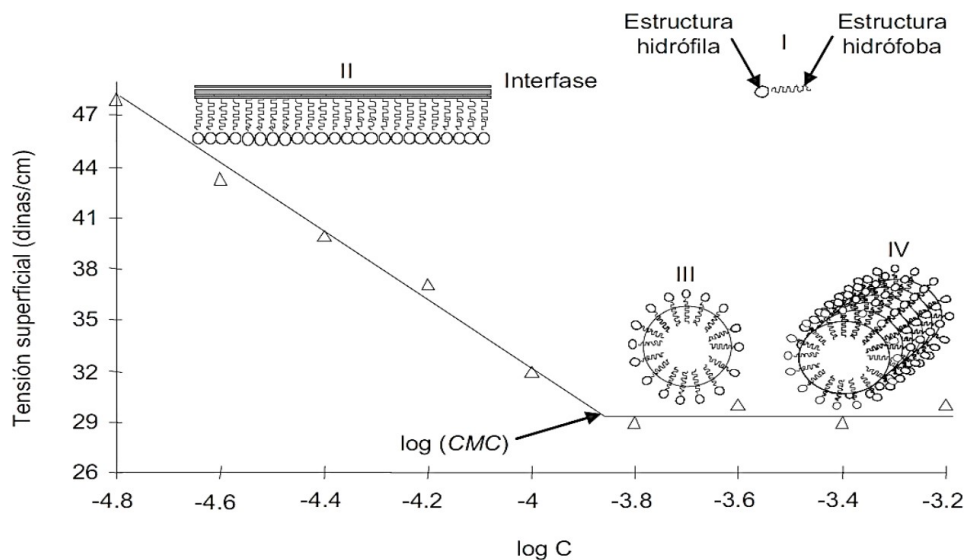 Estructura
hidrófila
I
Estructura
hidrófoba
II
Interfase
47
44
41
38
35
32
29
26
Tensión superficial (dinas/cm)
III
IV
log (CMC)
-4.8
-4.6
-4.4
-4.2
-4
-3.8
-3.6
-3.4
-3.2
log C